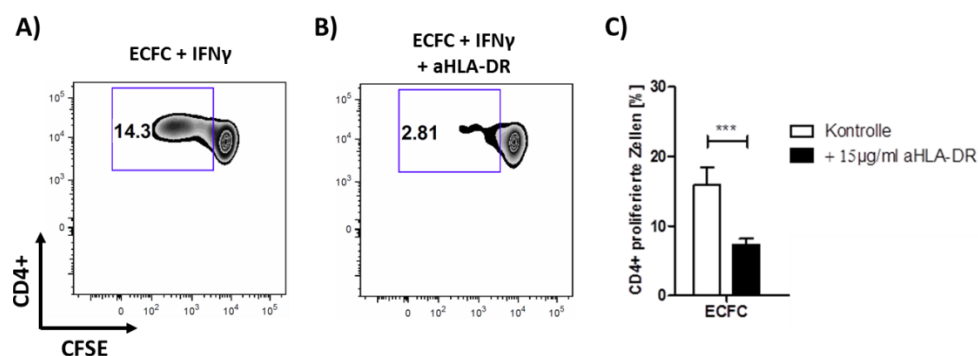 A)
ECFC + IFNγ
10⁵
10⁴
10³
0
14.3
0
10²
10³
10⁴
10⁵
CD4+
CFSE
B)
ECFC + IFNγ
+ aHLA-DR
10⁵
10⁴
10³
0
2.81
0
10²
10³
10⁴
10⁵
C)
CD4+ proliferierte Zellen [%]
30
20
10
0
***
ECFC
Kontrolle
+ 15µg/ml aHLA-DR